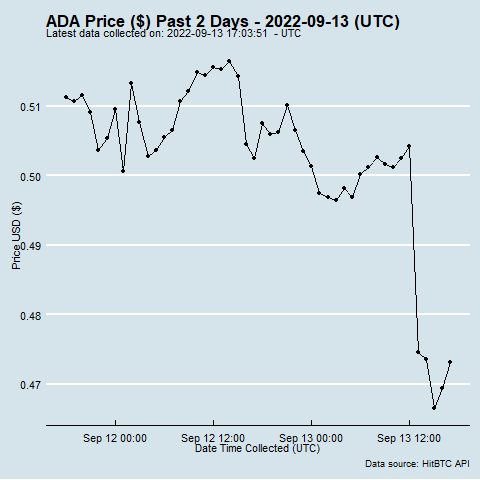 ADA Price ($) Past 2 Days - 2022-09-13 (UTC)
Latest data collected on: 2022-09-13 17:03:51 - UTC
0.51
0.50
0.49
0.48
0.47
Price USD ($)
Sep 12 00:00 Sep 12 12:00 Sep 13 00:00 Sep 13 12:00
Date Time Collected (UTC)
Data source: HitBTC API